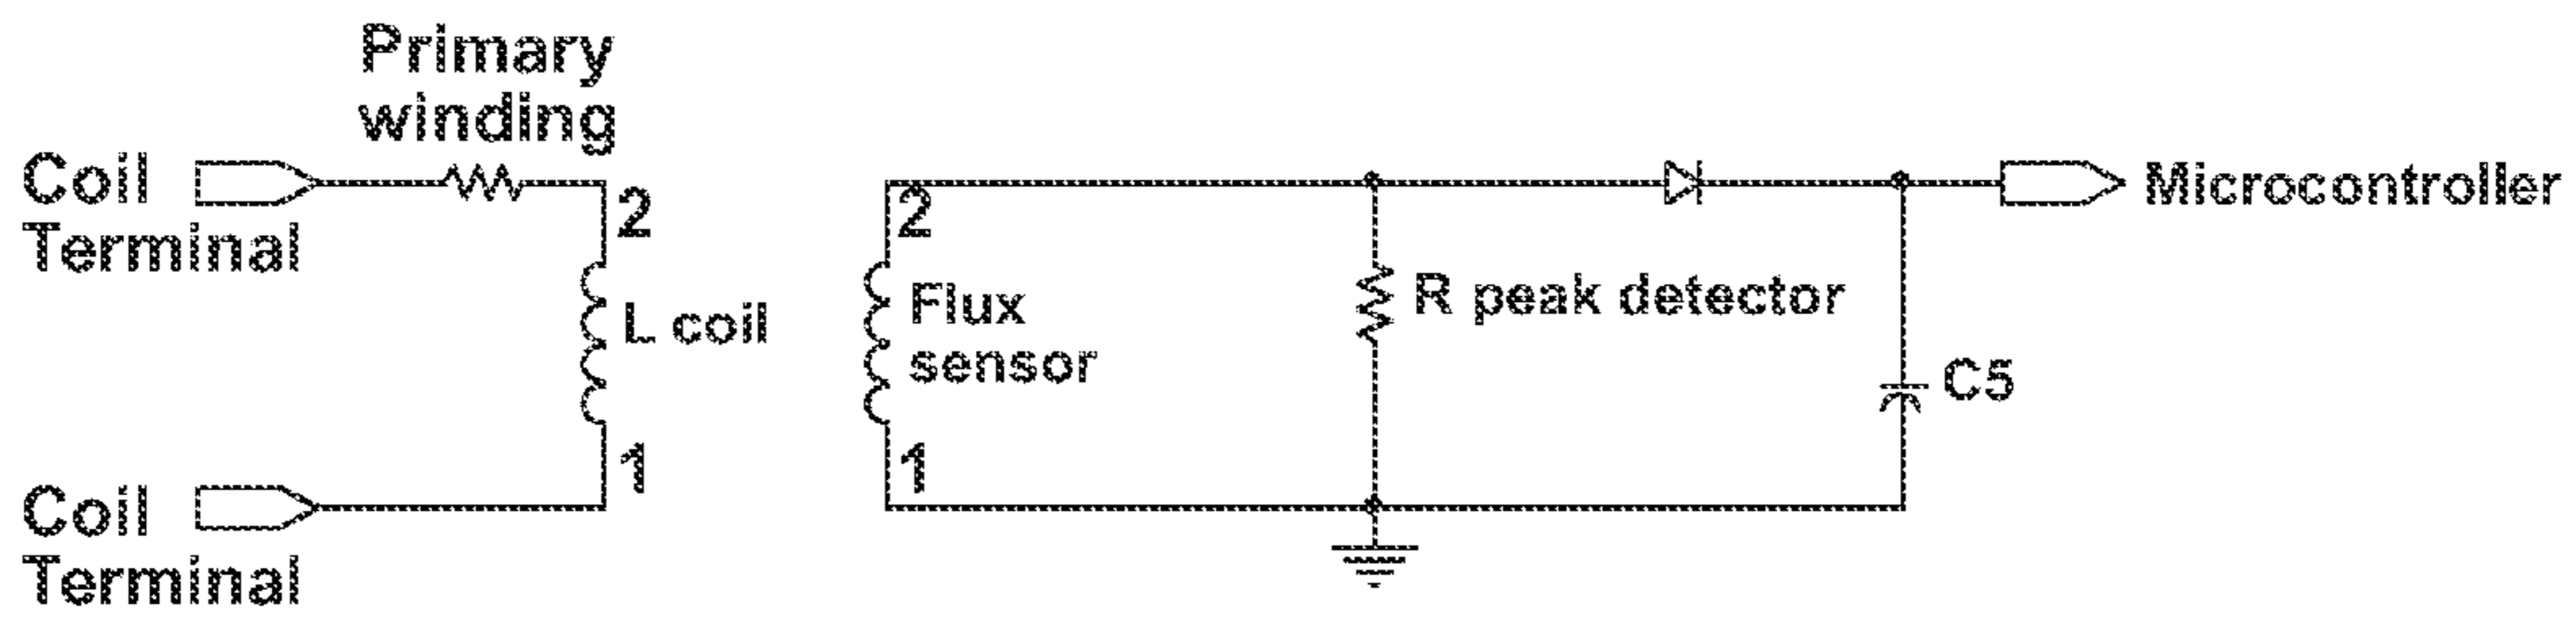 Primary
winding
Coil
Terminal
2
L coil
1
Coil
Terminal
2
Flux
sensor
1
R peak detector
C5
Microcontroller